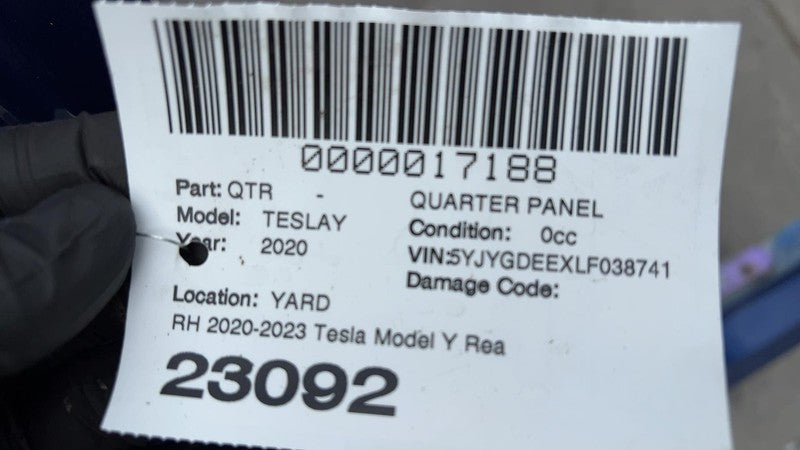 0000017188
Part: QTR -
QUARTER PANEL
Model: TESLAY
Condition: 0cc
Year: 2020
VIN:5YJYGDEEXLF038741
Damage Code:
Location: YARD
RH 2020-2023 Tesla Model Y Rea
23092